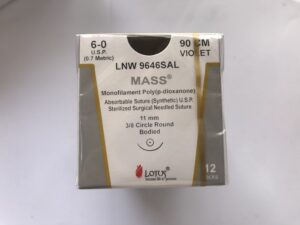 6-0
U.S.P.
(0.7 Metric)
90 CM
VIOLET
LNW 9646SAL
MASS®
Monofilament Poly(p-dioxanone)
Absorbable Suture (Synthetic) U.S.P.
Sterilized Surgical Needled Suture
11 mm
3/8 Circle Round
Bodied
LOTUX
12